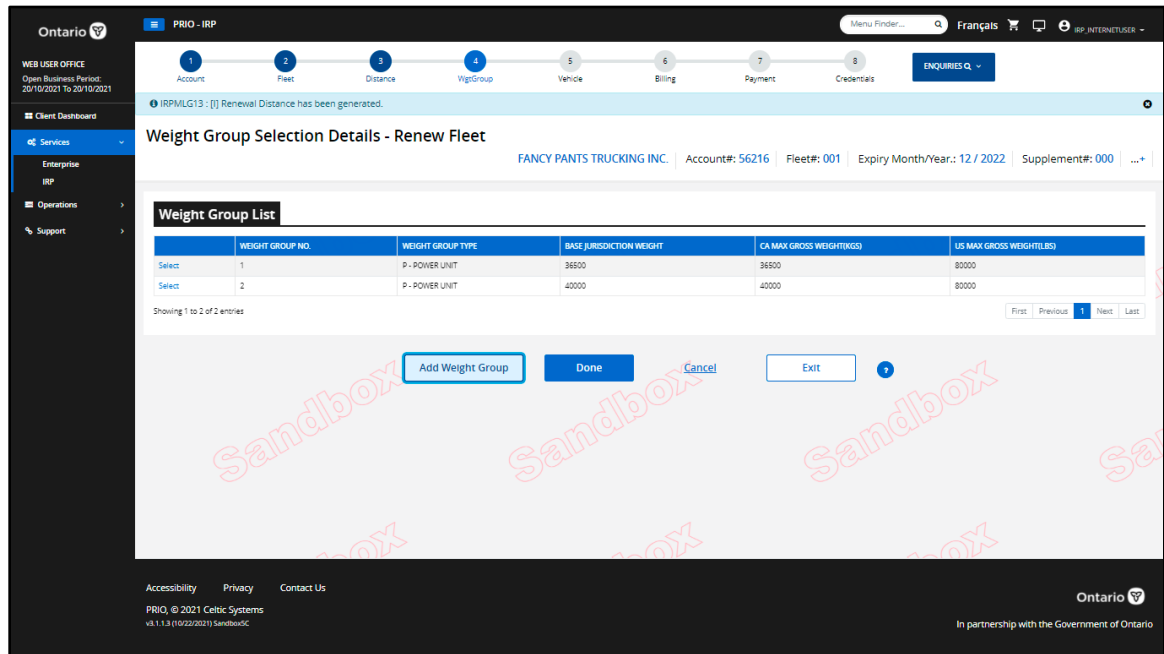 Ontario
PRIO - IRP
Menu Finder...
Français
IRP_INTERNETUSER
WEB USER OFFICE
Open Business Period:
20/10/2021 To 20/10/2021
Client Dashboard
Services
Enterprise
IRP
Operations
Support
1 2 3 4 5 6 7 8
Account Fleet Distance WgtGroup Vehicle Billing Payment Credentials
ENQUIRIES
IRPMLG13 : [I] Renewal Distance has been generated.
Weight Group Selection Details - Renew Fleet
FANCY PANTS TRUCKING INC. Account#: 56216 Fleet#: 001 Expiry Month/Year.: 12 / 2022 Supplement#: 000 ...+
Weight Group List
WEIGHT GROUP NO. WEIGHT GROUP TYPE BASE JURISDICTION WEIGHT CA MAX GROSS WEIGHT(KGS) US MAX GROSS WEIGHT(LBS)
Select 1 P - POWER UNIT 36500 36500 80000
Select 2 P - POWER UNIT 40000 40000 80000
Showing 1 to 2 of 2 entries
First Previous 1 Next Last
Add Weight Group Done Cancel Exit ?
Sandbox Sandbox Sandbox Sa
Sandbox Sandbox Sandbox
Accessibility Privacy Contact Us
PRIO, © 2021 Celtic Systems
v3.1.1.3 (10/22/2021) SandboxSC
Ontario
In partnership with the Government of Ontario